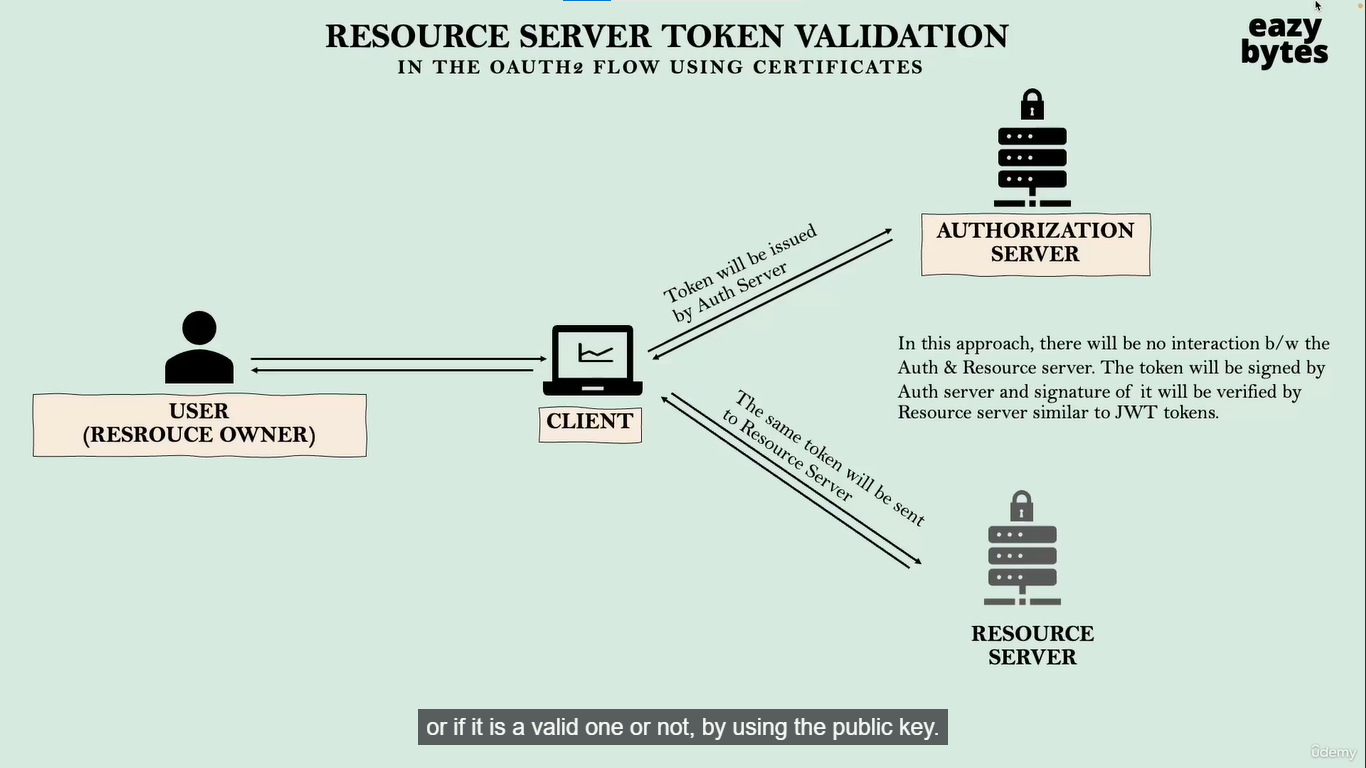 RESOURCE SERVER TOKEN VALIDATION
IN THE OAUTH2 FLOW USING CERTIFICATES
eazy
bytes
AUTHORIZATION
SERVER
Token will be issued
by Auth Server
In this approach, there will be no interaction b/w the
Auth & Resource server. The token will be signed by
Auth server and signature of it will be verified by
Resource server similar to JWT tokens.
USER
(RESROUCE OWNER)
CLIENT
The same token will be sent
to Resource Server
RESOURCE
SERVER
or if it is a valid one or not, by using the public key.
ûdemy